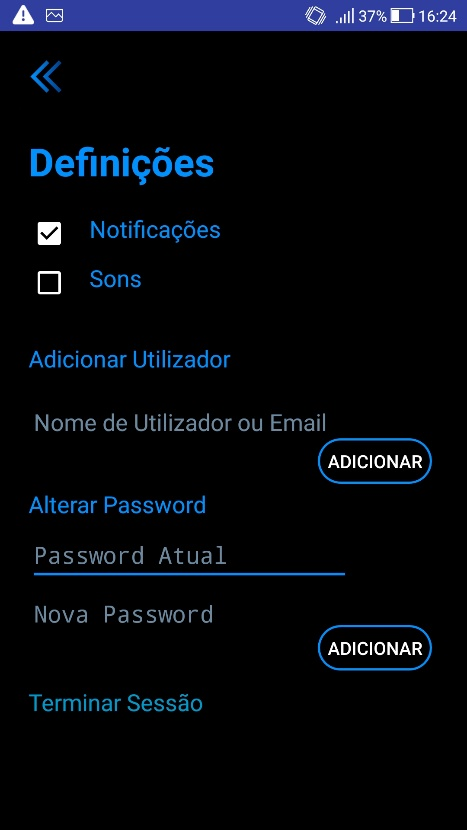 37% 16:24
Definições
Notificações
Sons
Adicionar Utilizador
Nome de Utilizador ou Email
ADICIONAR
Alterar Password
Password Atual
Nova Password
ADICIONAR
Terminar Sessão